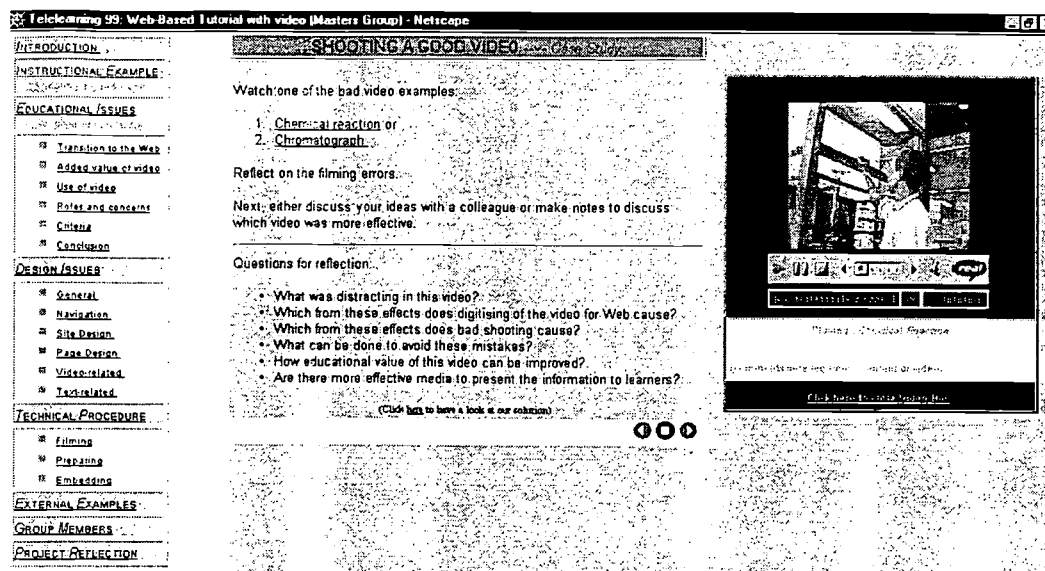 Telelearning 99: Web-Based Tutorial with video (Masters Group) - Netscape
INTRODUCTION
INSTRUCTIONAL EXAMPLE
EDUCATIONAL ISSUES
Transition to the Web
Added value of video
Use of video
Roles and concerns
Criteria
Conclusion
DESIGN ISSUES
General
Navigation
Site Design
Page Design
Video-related
Text-related
TECHNICAL PROCEDURE
Filming
Preparing
Embedding
EXTERNAL EXAMPLES
GROUP MEMBERS
PROJECT REFLECTION
SHOOTING A GOOD VIDEO Case Study
Watch one of the bad video examples:
1. Chemical reaction or
2. Chromatograph
Reflect on the filming errors.
Next, either discuss your ideas with a colleague or make notes to discuss
which video was more effective.
Questions for reflection:
• What was distracting in this video?
• Which from these effects does digitising of the video for Web cause?
• Which from these effects does bad shooting cause?
• What can be done to avoid these mistakes?
• How educational value of this video can be improved?
• Are there more effective media to present the information to learners?
(Click here to have a look at our solution)
Click here to close